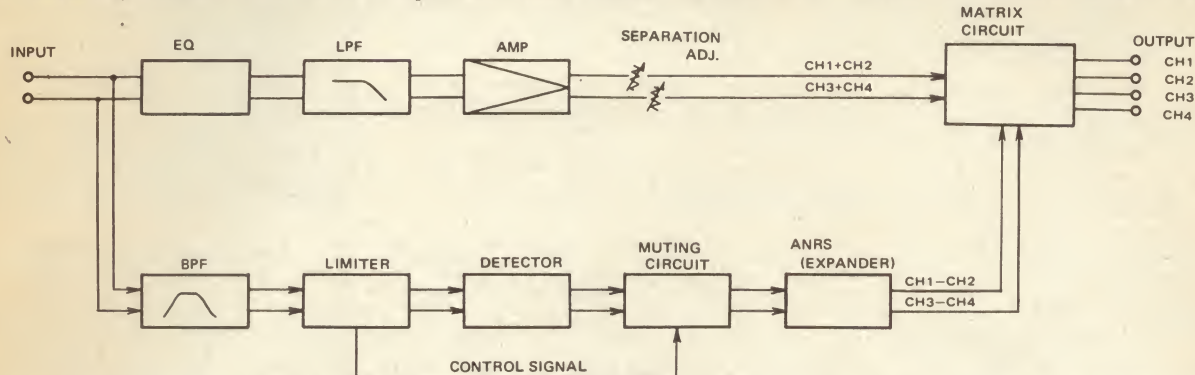 MATRIX
CIRCUIT
INPUT
EQ
LPF
AMP
SEPARATION
ADJ.
CH1+CH2
CH3+CH4
OUTPUT
CH1
CH2
CH3
CH4
BPF
LIMITER
DETECTOR
MUTING
CIRCUIT
ANRS
(EXPANDER)
CH1−CH2
CH3−CH4
CONTROL SIGNAL